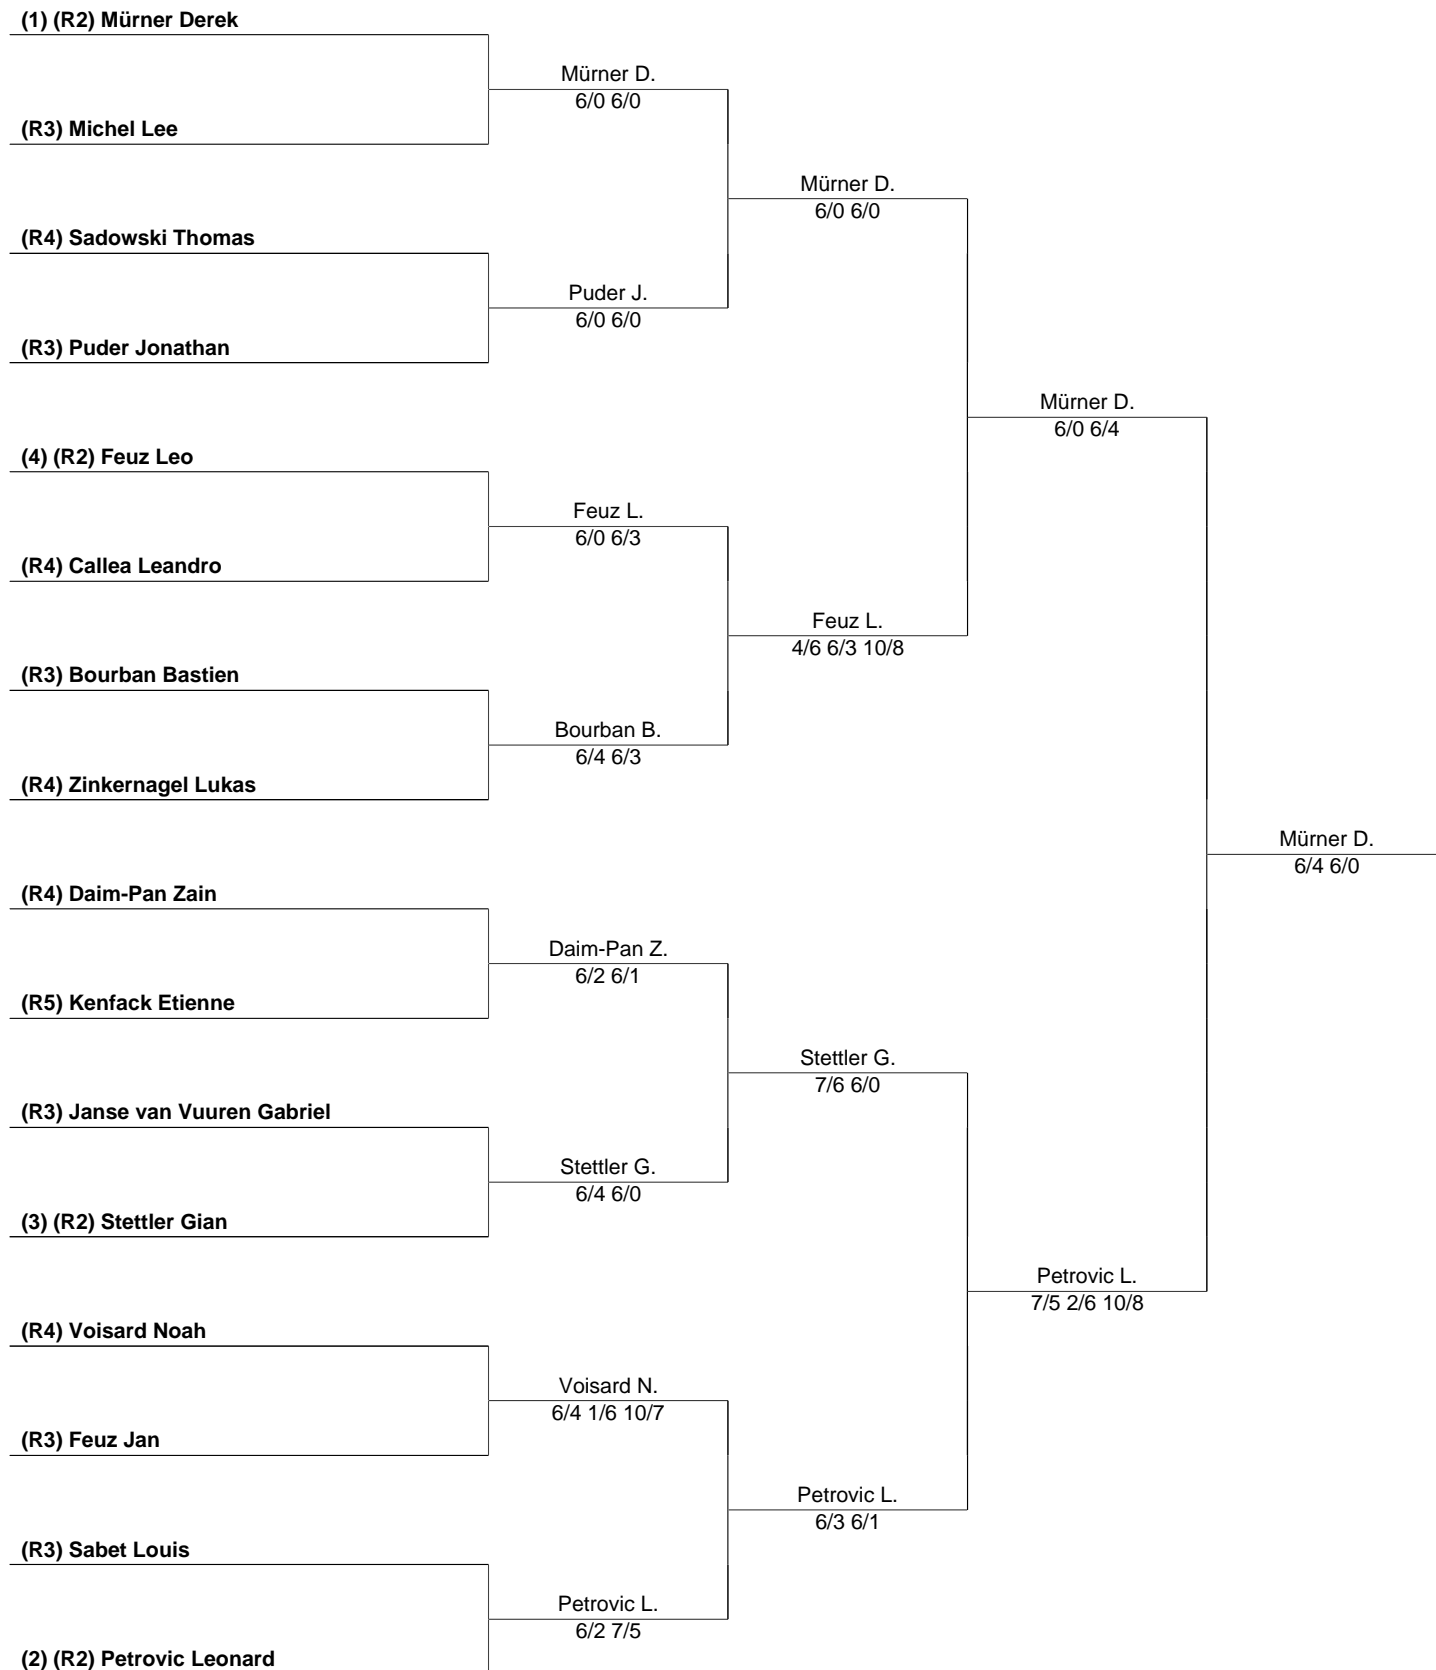 (1) (R2) Mürner Derek
Mürner D.
6/0 6/0
(R3) Michel Lee
Mürner D.
6/0 6/0
(R4) Sadowski Thomas
Puder J.
6/0 6/0
(R3) Puder Jonathan
Mürner D.
6/0 6/4
(4) (R2) Feuz Leo
Feuz L.
6/0 6/3
(R4) Callea Leandro
Feuz L.
4/6 6/3 10/8
(R3) Bourban Bastien
Bourban B.
6/4 6/3
(R4) Zinkernagel Lukas
Mürner D.
6/4 6/0
(R4) Daim-Pan Zain
Daim-Pan Z.
6/2 6/1
(R5) Kenfack Etienne
Stettler G.
7/6 6/0
(R3) Janse van Vuuren Gabriel
Stettler G.
6/4 6/0
(3) (R2) Stettler Gian
Petrovic L.
7/5 2/6 10/8
(R4) Voisard Noah
Voisard N.
6/4 1/6 10/7
(R3) Feuz Jan
Petrovic L.
6/3 6/1
(R3) Sabet Louis
Petrovic L.
6/2 7/5
(2) (R2) Petrovic Leonard